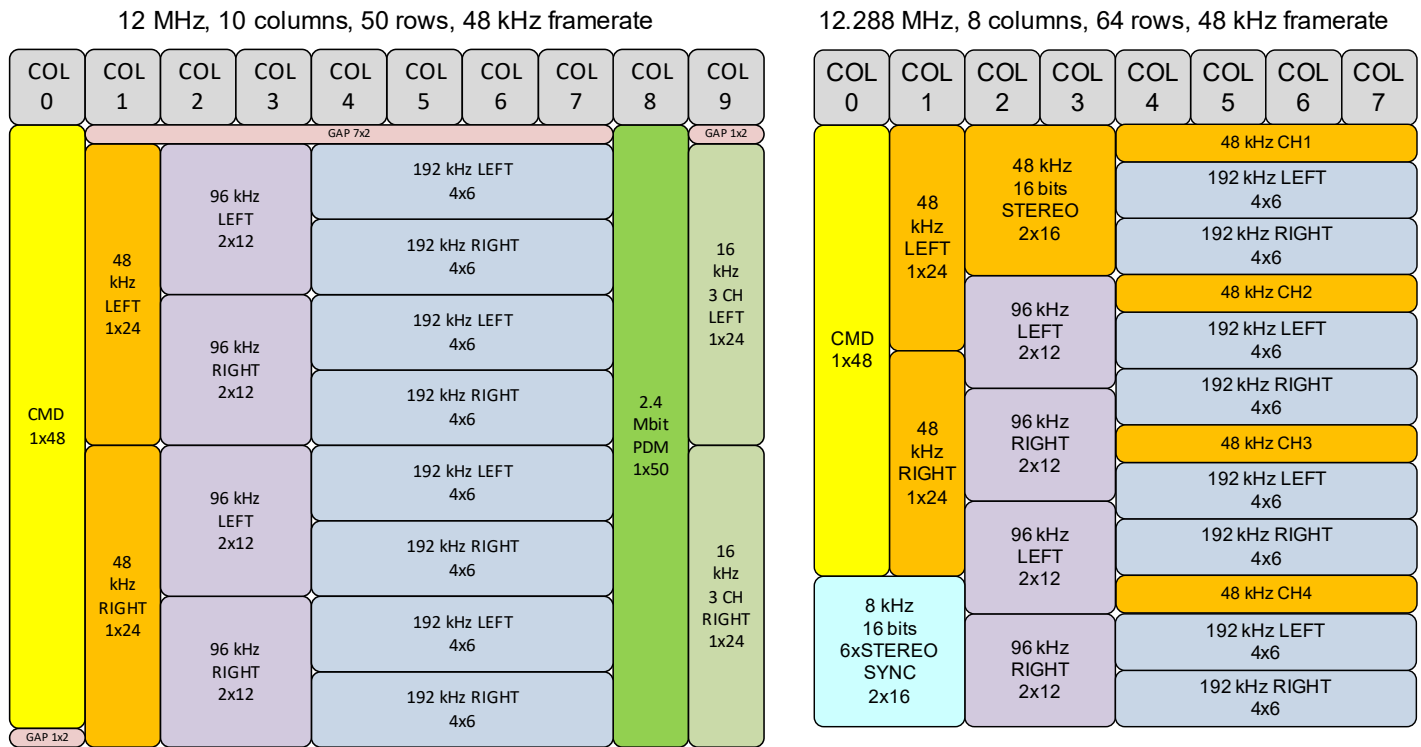 12 MHz, 10 columns, 50 rows, 48 kHz framerate
COL
0
COL
1
COL
2
COL
3
COL
4
COL
5
COL
6
COL
7
COL
8
COL
9
CMD
1x48
GAP 1x2
GAP 7x2
48
kHz
LEFT
1x24
48
kHz
RIGHT
1x24
96 kHz
LEFT
2x12
96 kHz
RIGHT
2x12
96 kHz
LEFT
2x12
96 kHz
RIGHT
2x12
192 kHz LEFT
4x6
192 kHz RIGHT
4x6
192 kHz LEFT
4x6
192 kHz RIGHT
4x6
192 kHz LEFT
4x6
192 kHz RIGHT
4x6
192 kHz LEFT
4x6
192 kHz RIGHT
4x6
2.4
Mbit
PDM
1x50
GAP 1x2
16
kHz
3 CH
LEFT
1x24
16
kHz
3 CH
RIGHT
1x24
12.288 MHz, 8 columns, 64 rows, 48 kHz framerate
COL
0
COL
1
COL
2
COL
3
COL
4
COL
5
COL
6
COL
7
CMD
1x48
8 kHz
16 bits
6xSTEREO
SYNC
2x16
48
kHz
LEFT
1x24
48
kHz
RIGHT
1x24
48 kHz
16 bits
STEREO
2x16
96 kHz
LEFT
2x12
96 kHz
RIGHT
2x12
96 kHz
LEFT
2x12
96 kHz
RIGHT
2x12
48 kHz CH1
192 kHz LEFT
4x6
192 kHz RIGHT
4x6
48 kHz CH2
192 kHz LEFT
4x6
192 kHz RIGHT
4x6
48 kHz CH3
192 kHz LEFT
4x6
192 kHz RIGHT
4x6
48 kHz CH4
192 kHz LEFT
4x6
192 kHz RIGHT
4x6